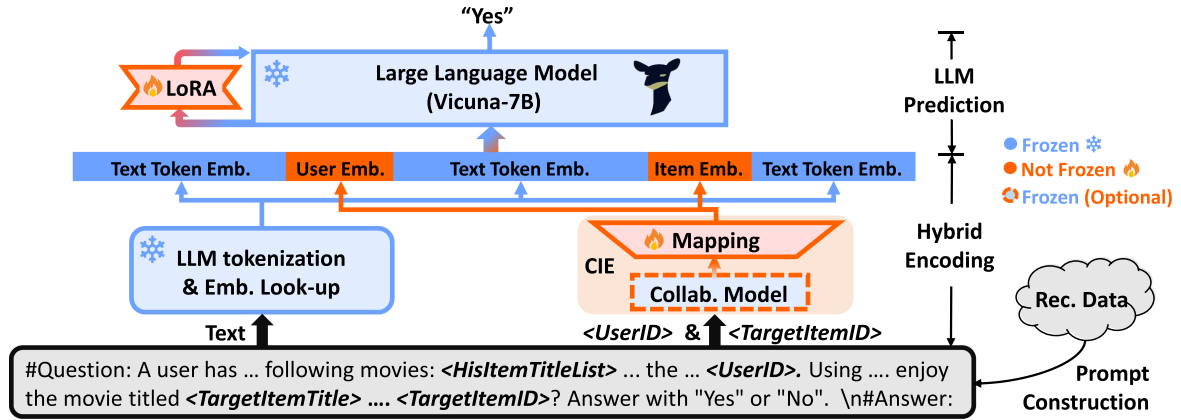 “Yes”
LoRA
Large Language Model
(Vicuna-7B)
LLM
Prediction
Frozen
Not Frozen
Frozen (Optional)
Text Token Emb.
User Emb.
Text Token Emb.
Item Emb.
Text Token Emb.
LLM tokenization
& Emb. Look-up
Mapping
CIE
Collab. Model
Hybrid
Encoding
Rec. Data
Text
<UserID> & <TargetItemID>
#Question: A user has ... following movies: <HisItemTitleList> ... the ... <UserID>. Using .... enjoy
the movie titled <TargetItemTitle> .... <TargetItemID>? Answer with "Yes" or "No". \n#Answer:
Prompt
Construction